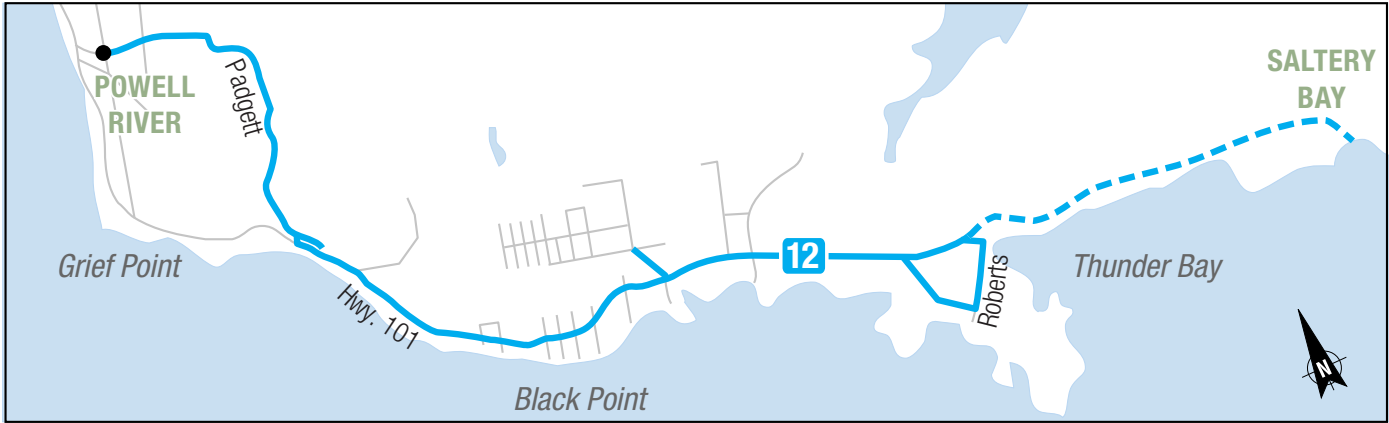 POWELL
RIVER
Padgett
SALTERY
BAY
Grief Point
Hwy. 101
12
Roberts
Thunder Bay
Black Point
N